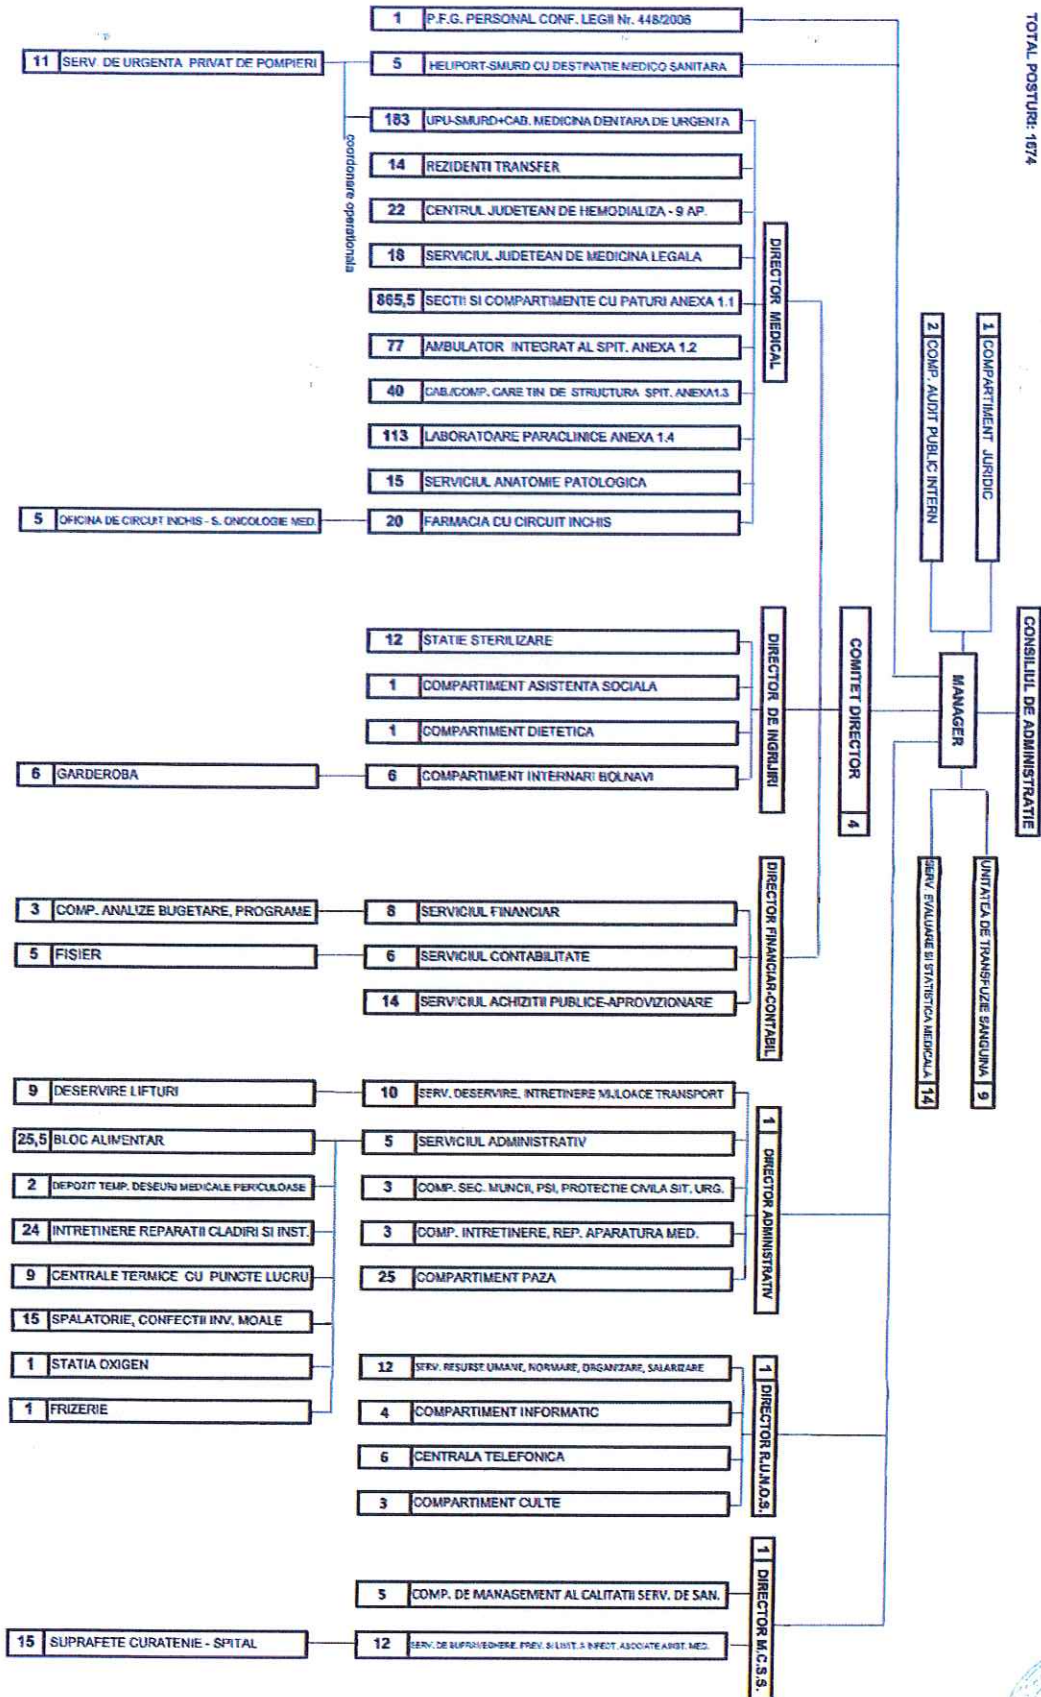 TOTAL POSTURI: 1674
CONSILIUL DE ADMINISTRATIE
MANAGER
1 COMPARTIMENT JURIDIC
2 COMP. AUDIT PUBLIC INTERN
UNITATEA DE TRANSFUZIE SANGUINA 9
SERV. EVALUARE SI STATISTICA MEDICALA 14
COMITET DIRECTOR 4
1 P.F.G. PERSONAL CONF. LEGII Nr. 448/2006
5 HELIPORT-SMURD CU DESTINATIE MEDICO SANITARA
11 SERV. DE URGENTA PRIVAT DE POMPIERI
coordonare operationala
DIRECTOR MEDICAL
183 UPU-SMURD+CAB. MEDICINA DENTARA DE URGENTA
14 REZIDENTI TRANSFER
22 CENTRUL JUDETEAN DE HEMODIALIZA - 9 AP.
18 SERVICIUL JUDETEAN DE MEDICINA LEGALA
865,5 SECTII SI COMPARTIMENTE CU PATURI ANEXA 1.1
77 AMBULATOR INTEGRAT AL SPIT. ANEXA 1.2
40 CAB./COMP. CARE TIN DE STRUCTURA SPIT. ANEXA1.3
113 LABORATOARE PARACLINICE ANEXA 1.4
15 SERVICIUL ANATOMIE PATOLOGICA
20 FARMACIA CU CIRCUIT INCHIS
5 OFICINA DE CIRCUIT INCHIS - S. ONCOLOGIE MED.
DIRECTOR DE INGRIJIRI
12 STATIE STERILIZARE
1 COMPARTIMENT ASISTENTA SOCIALA
1 COMPARTIMENT DIETETICA
6 COMPARTIMENT INTERNARI BOLNAVI
6 GARDEROBA
DIRECTOR FINANCIAR-CONTABIL
8 SERVICIUL FINANCIAR
3 COMP. ANALIZE BUGETARE, PROGRAME
6 SERVICIUL CONTABILITATE
5 FISIER
14 SERVICIUL ACHIZITII PUBLICE-APROVIZIONARE
1 DIRECTOR ADMINISTRATIV
10 SERV. DESERVIRE, INTRETINERE MIJLOACE TRANSPORT
9 DESERVIRE LIFTURI
5 SERVICIUL ADMINISTRATIV
25,5 BLOC ALIMENTAR
3 COMP. SEC. MUNCII, PSI, PROTECTIE CIVILA SIT. URG.
2 DEPOZIT TEMP. DESEURI MEDICALE PERICULOASE
3 COMP. INTRETINERE, REP. APARATURA MED.
24 INTRETINERE REPARATII CLADIRI SI INST.
25 COMPARTIMENT PAZA
9 CENTRALE TERMICE CU PUNCTE LUCRU
15 SPALATORIE, CONFECTII INV. MOALE
1 STATIA OXIGEN
1 FRIZERIE
1 DIRECTOR R.U.N.O.S.
12 SERV. RESURSE UMANE, NORMARE, ORGANIZARE, SALARIZARE
4 COMPARTIMENT INFORMATIC
6 CENTRALA TELEFONICA
3 COMPARTIMENT CULTE
1 DIRECTOR M.C.S.S.
5 COMP. DE MANAGEMENT AL CALITATII SERV. DE SAN.
12 SERV. DE SUPRAVEGHERE, PREV. SI LIMIT. A INFECT. ASOCIATE ASIST. MED.
15 SUPRAFETE CURATENIE - SPITAL